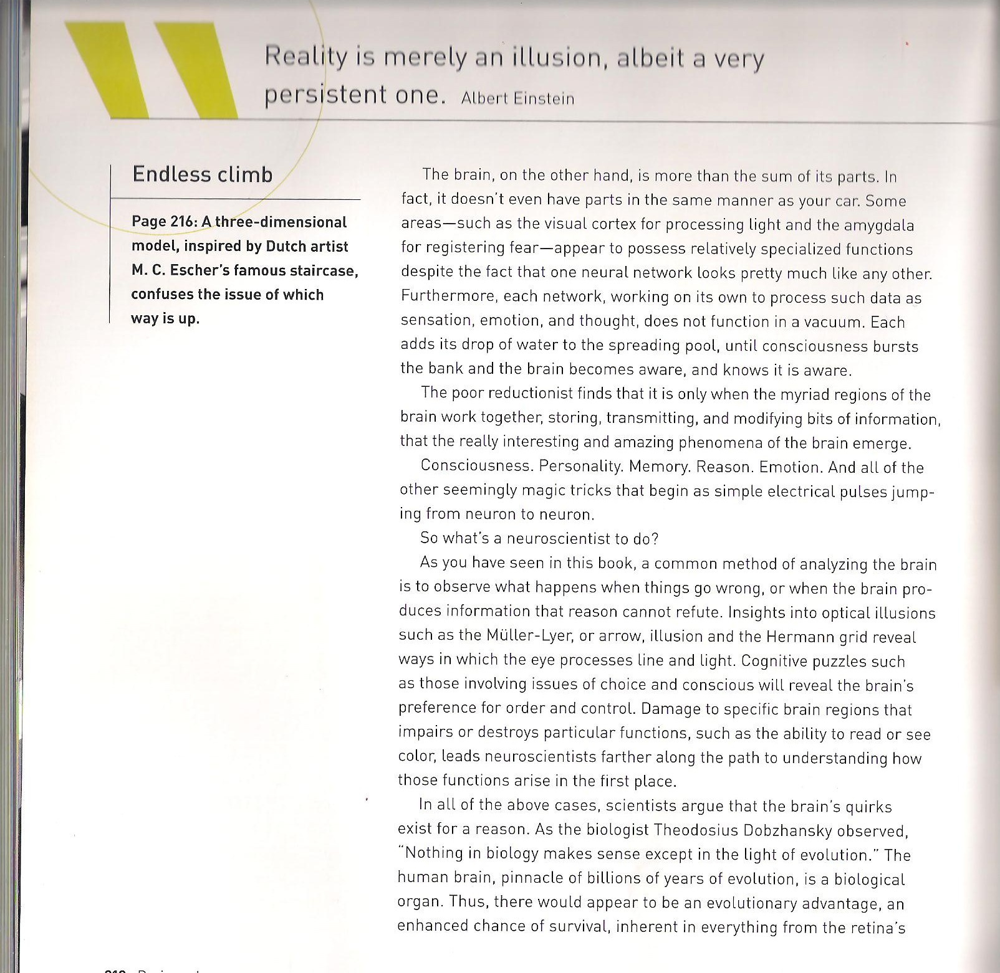 Reality is merely an illusion, albeit a very
persistent one. Albert Einstein
Endless climb
Page 216: A three-dimensional
model, inspired by Dutch artist
M. C. Escher's famous staircase,
confuses the issue of which
way is up.
The brain, on the other hand, is more than the sum of its parts. In
fact, it doesn't even have parts in the same manner as your car. Some
areas—such as the visual cortex for processing light and the amygdala
for registering fear—appear to possess relatively specialized functions
despite the fact that one neural network looks pretty much like any other.
Furthermore, each network, working on its own to process such data as
sensation, emotion, and thought, does not function in a vacuum. Each
adds its drop of water to the spreading pool, until consciousness bursts
the bank and the brain becomes aware, and knows it is aware.
The poor reductionist finds that it is only when the myriad regions of the
brain work together, storing, transmitting, and modifying bits of information,
that the really interesting and amazing phenomena of the brain emerge.
Consciousness. Personality. Memory. Reason. Emotion. And all of the
other seemingly magic tricks that begin as simple electrical pulses jump-
ing from neuron to neuron.
So what's a neuroscientist to do?
As you have seen in this book, a common method of analyzing the brain
is to observe what happens when things go wrong, or when the brain pro-
duces information that reason cannot refute. Insights into optical illusions
such as the Müller-Lyer, or arrow, illusion and the Hermann grid reveal
ways in which the eye processes line and light. Cognitive puzzles such
as those involving issues of choice and conscious will reveal the brain's
preference for order and control. Damage to specific brain regions that
impairs or destroys particular functions, such as the ability to read or see
color, leads neuroscientists farther along the path to understanding how
those functions arise in the first place.
In all of the above cases, scientists argue that the brain's quirks
exist for a reason. As the biologist Theodosius Dobzhansky observed,
"Nothing in biology makes sense except in the light of evolution." The
human brain, pinnacle of billions of years of evolution, is a biological
organ. Thus, there would appear to be an evolutionary advantage, an
enhanced chance of survival, inherent in everything from the retina's